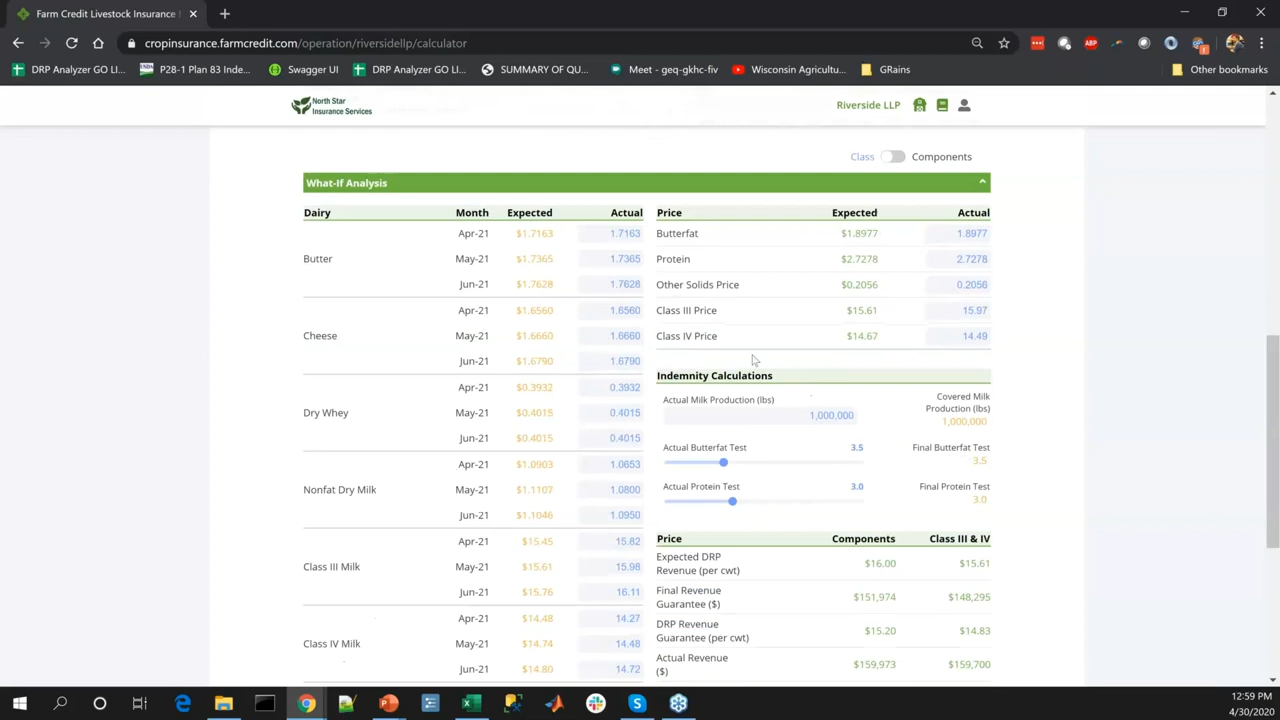 Farm Credit Livestock Insurance
cropinsurance.farmcredit.com/operation/riversidellp/calculator
ABP
DRP Analyzer GO LI...
USDA P28-1 Plan 83 Inde...
Swagger UI
DRP Analyzer GO LI...
SUMMARY OF QU...
Meet - geq-gkhc-fiv
Wisconsin Agricultu...
GRains
Other bookmarks
North Star
Insurance Services
Riverside LLP
Class Components
What-If Analysis
Dairy Month Expected Actual
Apr-21 $1.7163 1.7163
Butter May-21 $1.7365 1.7365
Jun-21 $1.7628 1.7628
Apr-21 $1.6560 1.6560
Cheese May-21 $1.6660 1.6660
Jun-21 $1.6790 1.6790
Apr-21 $0.3932 0.3932
Dry Whey May-21 $0.4015 0.4015
Jun-21 $0.4015 0.4015
Apr-21 $1.0903 1.0653
Nonfat Dry Milk May-21 $1.1107 1.0800
Jun-21 $1.1046 1.0950
Apr-21 $15.45 15.82
Class III Milk May-21 $15.61 15.98
Jun-21 $15.76 16.11
Apr-21 $14.48 14.27
Class IV Milk May-21 $14.74 14.48
Jun-21 $14.80 14.72
Price Expected Actual
Butterfat $1.8977 1.8977
Protein $2.7278 2.7278
Other Solids Price $0.2056 0.2056
Class III Price $15.61 15.97
Class IV Price $14.67 14.49
Indemnity Calculations
Actual Milk Production (lbs)
1,000,000
Covered Milk
Production (lbs)
1,000,000
Actual Butterfat Test 3.5
Final Butterfat Test
3.5
Actual Protein Test 3.0
Final Protein Test
3.0
Price Components Class III & IV
Expected DRP
Revenue (per cwt) $16.00 $15.61
Final Revenue
Guarantee ($) $151,974 $148,295
DRP Revenue
Guarantee (per cwt) $15.20 $14.83
Actual Revenue
($) $159,973 $159,700
12:59 PM
4/30/2020